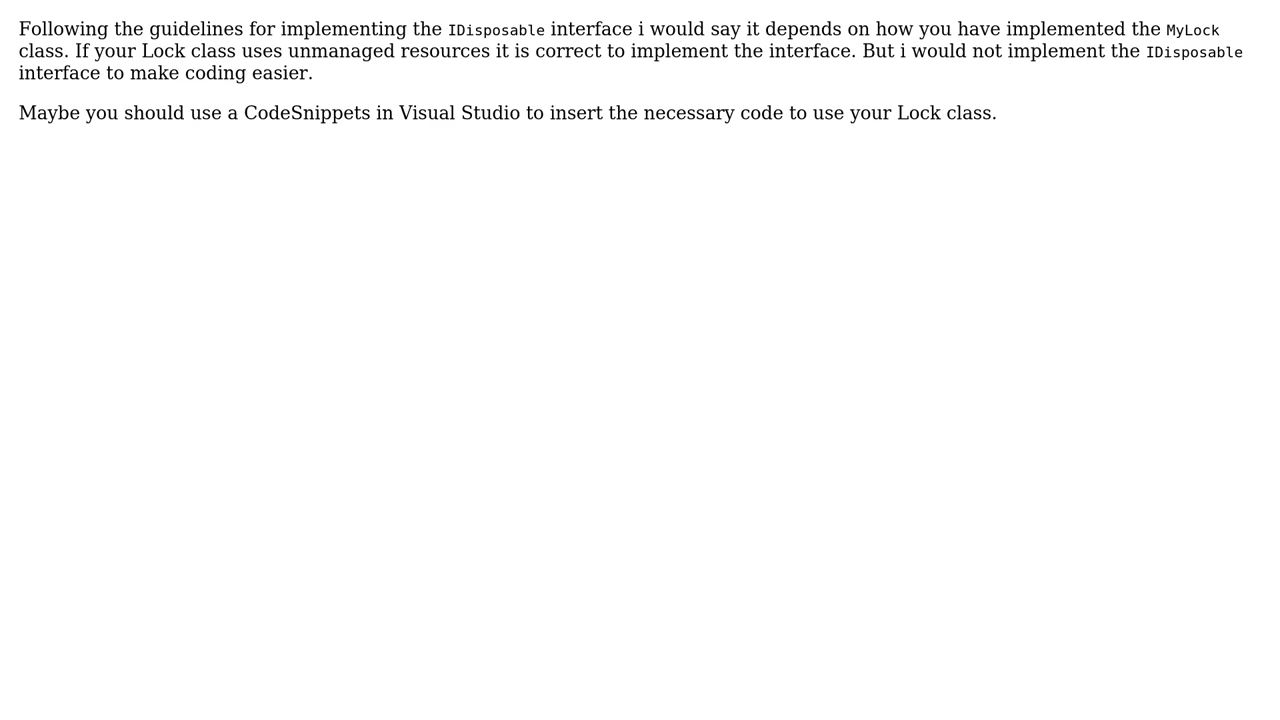 Following the guidelines for implementing the IDisposable interface i would say it depends on how you have implemented the MyLock
class. If your Lock class uses unmanaged resources it is correct to implement the interface. But i would not implement the IDisposable
interface to make coding easier.
Maybe you should use a CodeSnippets in Visual Studio to insert the necessary code to use your Lock class.